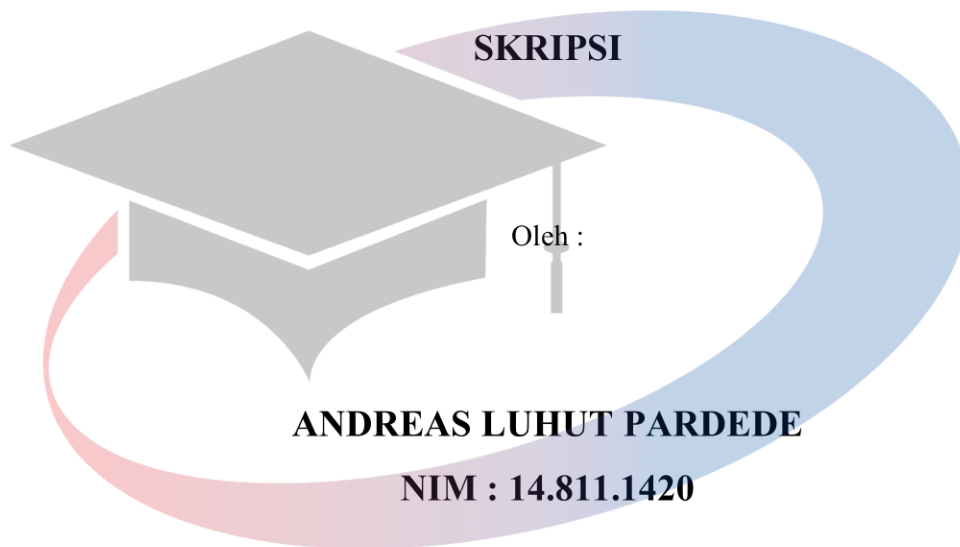 SKRIPSI
Oleh :
ANDREAS LUHUT PARDEDE
NIM : 14.811.1420